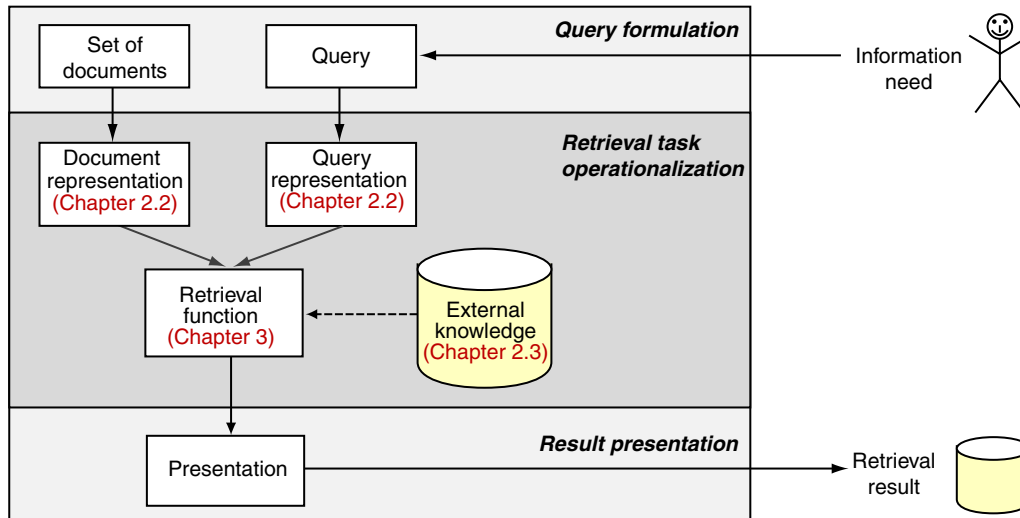 Set of
documents
Query
Query formulation
Information
need
Document
representation
(Chapter 2.2)
Query
representation
(Chapter 2.2)
Retrieval task
operationalization
Retrieval
function
(Chapter 3)
External
knowledge
(Chapter 2.3)
Presentation
Result presentation
Retrieval
result